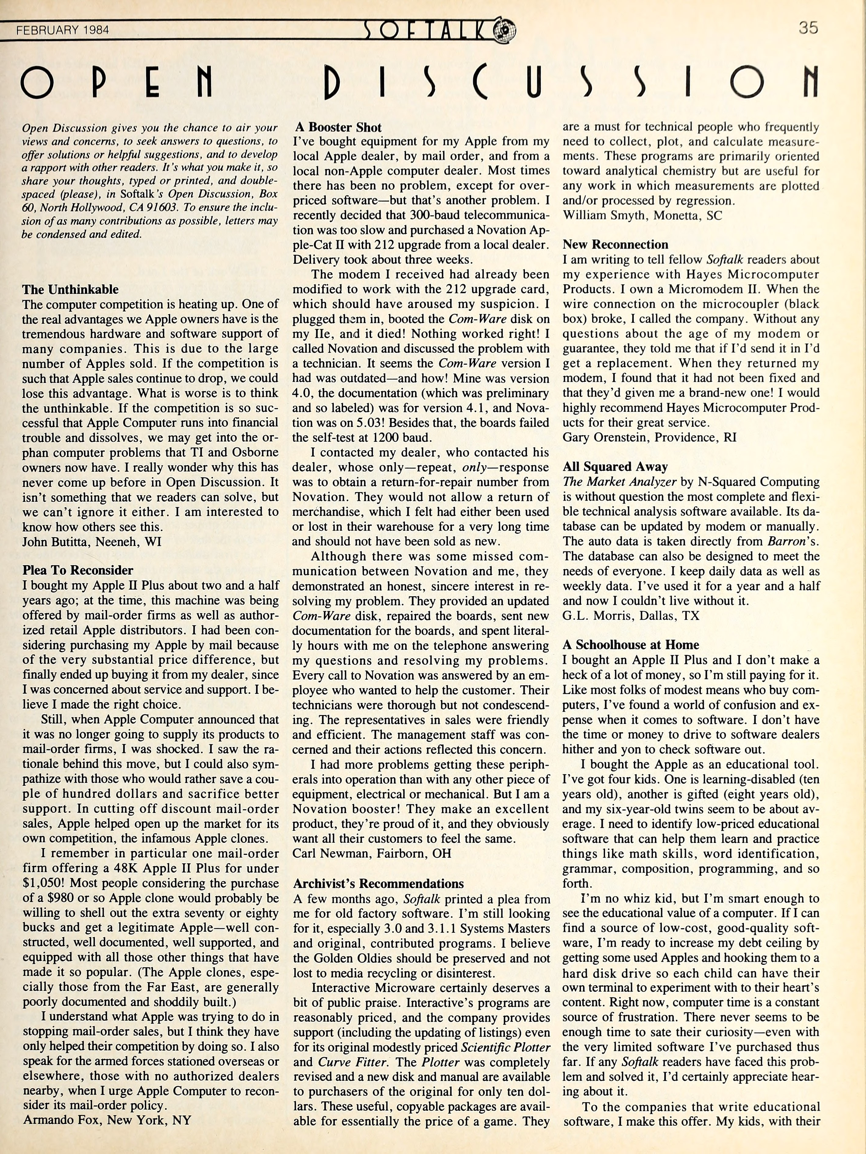 FEBRUARY 1984
SOFTALK
35
OPEN DISCUSSION
Open Discussion gives you the chance to air your
views and concerns, to seek answers to questions, to
offer solutions or helpful suggestions, and to develop
a rapport with other readers. It's what you make it, so
share your thoughts, typed or printed, and double-
spaced (please), in Softalk's Open Discussion, Box
60, North Hollywood, CA 91603. To ensure the inclu-
sion of as many contributions as possible, letters may
be condensed and edited.
The Unthinkable
The computer competition is heating up. One of
the real advantages we Apple owners have is the
tremendous hardware and software support of
many companies. This is due to the large
number of Apples sold. If the competition is
such that Apple sales continue to drop, we could
lose this advantage. What is worse is to think
the unthinkable. If the competition is so suc-
cessful that Apple Computer runs into financial
trouble and dissolves, we may get into the or-
phan computer problems that TI and Osborne
owners now have. I really wonder why this has
never come up before in Open Discussion. It
isn't something that we readers can solve, but
we can't ignore it either. I am interested to
know how others see this.
John Butitta, Neeneh, WI
Plea To Reconsider
I bought my Apple II Plus about two and a half
years ago; at the time, this machine was being
offered by mail-order firms as well as author-
ized retail Apple distributors. I had been con-
sidering purchasing my Apple by mail because
of the very substantial price difference, but
finally ended up buying it from my dealer, since
I was concerned about service and support. I be-
lieve I made the right choice.
Still, when Apple Computer announced that
it was no longer going to supply its products to
mail-order firms, I was shocked. I saw the ra-
tionale behind this move, but I could also sym-
pathize with those who would rather save a cou-
ple of hundred dollars and sacrifice better
support. In cutting off discount mail-order
sales, Apple helped open up the market for its
own competition, the infamous Apple clones.
I remember in particular one mail-order
firm offering a 48K Apple II Plus for under
$1,050! Most people considering the purchase
of a $980 or so Apple clone would probably be
willing to shell out the extra seventy or eighty
bucks and get a legitimate Apple—well con-
structed, well documented, well supported, and
equipped with all those other things that have
made it so popular. (The Apple clones, espe-
cially those from the Far East, are generally
poorly documented and shoddily built.)
I understand what Apple was trying to do in
stopping mail-order sales, but I think they have
only helped their competition by doing so. I also
speak for the armed forces stationed overseas or
elsewhere, those with no authorized dealers
nearby, when I urge Apple Computer to recon-
sider its mail-order policy.
Armando Fox, New York, NY
A Booster Shot
I've bought equipment for my Apple from my
local Apple dealer, by mail order, and from a
local non-Apple computer dealer. Most times
there has been no problem, except for over-
priced software—but that's another problem. I
recently decided that 300-baud telecommunica-
tion was too slow and purchased a Novation Ap-
ple-Cat II with 212 upgrade from a local dealer.
Delivery took about three weeks.
The modem I received had already been
modified to work with the 212 upgrade card,
which should have aroused my suspicion. I
plugged them in, booted the Com-Ware disk on
my IIe, and it died! Nothing worked right! I
called Novation and discussed the problem with
a technician. It seems the Com-Ware version I
had was outdated—and how! Mine was version
4.0, the documentation (which was preliminary
and so labeled) was for version 4.1, and Nova-
tion was on 5.03! Besides that, the boards failed
the self-test at 1200 baud.
I contacted my dealer, who contacted his
dealer, whose only—repeat, only—response
was to obtain a return-for-repair number from
Novation. They would not allow a return of
merchandise, which I felt had either been used
or lost in their warehouse for a very long time
and should not have been sold as new.
Although there was some missed com-
munication between Novation and me, they
demonstrated an honest, sincere interest in re-
solving my problem. They provided an updated
Com-Ware disk, repaired the boards, sent new
documentation for the boards, and spent literal-
ly hours with me on the telephone answering
my questions and resolving my problems.
Every call to Novation was answered by an em-
ployee who wanted to help the customer. Their
technicians were thorough but not condescend-
ing. The representatives in sales were friendly
and efficient. The management staff was con-
cerned and their actions reflected this concern.
I had more problems getting these periph-
erals into operation than with any other piece of
equipment, electrical or mechanical. But I am a
Novation booster! They make an excellent
product, they're proud of it, and they obviously
want all their customers to feel the same.
Carl Newman, Fairborn, OH
Archivist's Recommendations
A few months ago, Softalk printed a plea from
me for old factory software. I'm still looking
for it, especially 3.0 and 3.1.1 Systems Masters
and original, contributed programs. I believe
the Golden Oldies should be preserved and not
lost to media recycling or disinterest.
Interactive Microware certainly deserves a
bit of public praise. Interactive's programs are
reasonably priced, and the company provides
support (including the updating of listings) even
for its original modestly priced Scientific Plotter
and Curve Fitter. The Plotter was completely
revised and a new disk and manual are available
to purchasers of the original for only ten dol-
lars. These useful, copyable packages are avail-
able for essentially the price of a game. They
are a must for technical people who frequently
need to collect, plot, and calculate measure-
ments. These programs are primarily oriented
toward analytical chemistry but are useful for
any work in which measurements are plotted
and/or processed by regression.
William Smyth, Monetta, SC
New Reconnection
I am writing to tell fellow Softalk readers about
my experience with Hayes Microcomputer
Products. I own a Micromodem II. When the
wire connection on the microcoupler (black
box) broke, I called the company. Without any
questions about the age of my modem or
guarantee, they told me that if I'd send it in I'd
get a replacement. When they returned my
modem, I found that it had not been fixed and
that they'd given me a brand-new one! I would
highly recommend Hayes Microcomputer Prod-
ucts for their great service.
Gary Orenstein, Providence, RI
All Squared Away
The Market Analyzer by N-Squared Computing
is without question the most complete and flexi-
ble technical analysis software available. Its da-
tabase can be updated by modem or manually.
The auto data is taken directly from Barron's.
The database can also be designed to meet the
needs of everyone. I keep daily data as well as
weekly data. I've used it for a year and a half
and now I couldn't live without it.
G.L. Morris, Dallas, TX
A Schoolhouse at Home
I bought an Apple II Plus and I don't make a
heck of a lot of money, so I'm still paying for it.
Like most folks of modest means who buy com-
puters, I've found a world of confusion and ex-
pense when it comes to software. I don't have
the time or money to drive to software dealers
hither and yon to check software out.
I bought the Apple as an educational tool.
I've got four kids. One is learning-disabled (ten
years old), another is gifted (eight years old),
and my six-year-old twins seem to be about av-
erage. I need to identify low-priced educational
software that can help them learn and practice
things like math skills, word identification,
grammar, composition, programming, and so
forth.
I'm no whiz kid, but I'm smart enough to
see the educational value of a computer. If I can
find a source of low-cost, good-quality soft-
ware, I'm ready to increase my debt ceiling by
getting some used Apples and hooking them to a
hard disk drive so each child can have their
own terminal to experiment with to their heart's
content. Right now, computer time is a constant
source of frustration. There never seems to be
enough time to sate their curiosity—even with
the very limited software I've purchased thus
far. If any Softalk readers have faced this prob-
lem and solved it, I'd certainly appreciate hear-
ing about it.
To the companies that write educational
software, I make this offer. My kids, with their